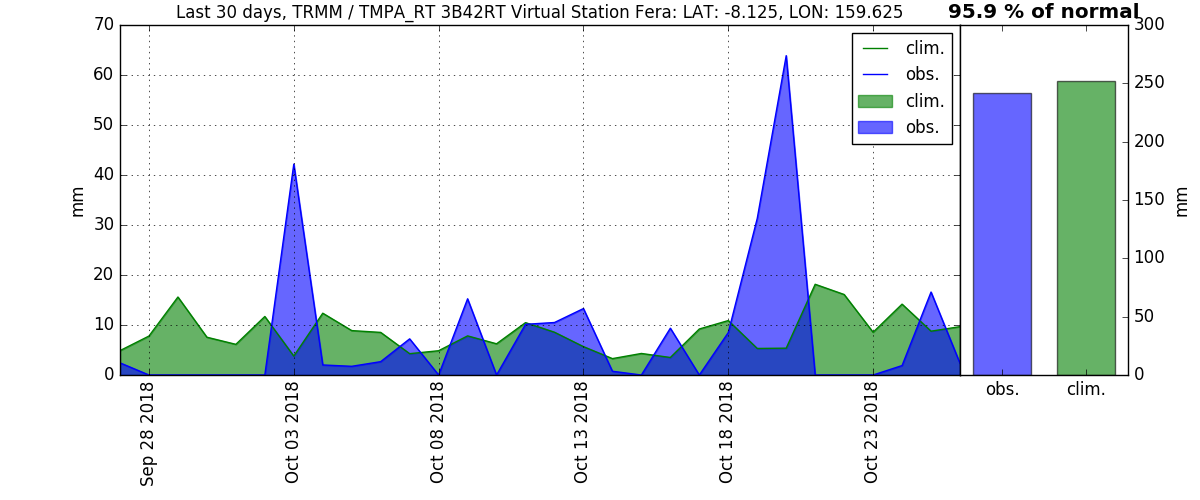 Last 30 days, TRMM / TMPA_RT 3B42RT Virtual Station Fera: LAT: -8.125, LON: 159.625
95.9 % of normal
70
60
50
40
30
20
10
0
mm
clim.
obs.
clim.
obs.
Sep 28 2018
Oct 03 2018
Oct 08 2018
Oct 13 2018
Oct 18 2018
Oct 23 2018
300
250
200
150
100
50
0
mm
obs.
clim.